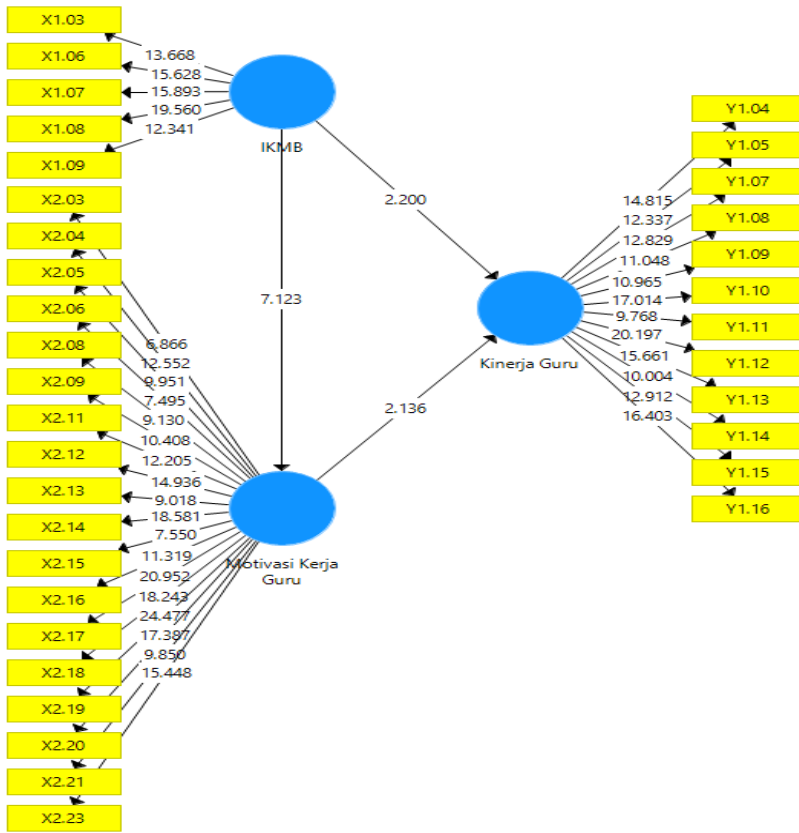 X1.03
X1.06
X1.07
X1.08
X1.09
13.668
15.628
15.893
19.560
12.341
IKMB
X2.03
X2.04
X2.05
X2.06
X2.08
X2.09
X2.11
X2.12
X2.13
X2.14
X2.15
X2.16
X2.17
X2.18
X2.19
X2.20
X2.21
X2.23
6.866
12.552
9.951
7.495
9.130
10.408
12.205
14.936
9.018
18.581
7.550
11.319
20.952
18.243
24.477
17.387
9.850
15.448
Motivasi Kerja
Guru
7.123
2.200
2.136
Kinerja Guru
14.815
12.337
12.829
11.048
10.965
17.014
9.768
20.197
15.661
10.004
12.912
16.403
Y1.04
Y1.05
Y1.07
Y1.08
Y1.09
Y1.10
Y1.11
Y1.12
Y1.13
Y1.14
Y1.15
Y1.16